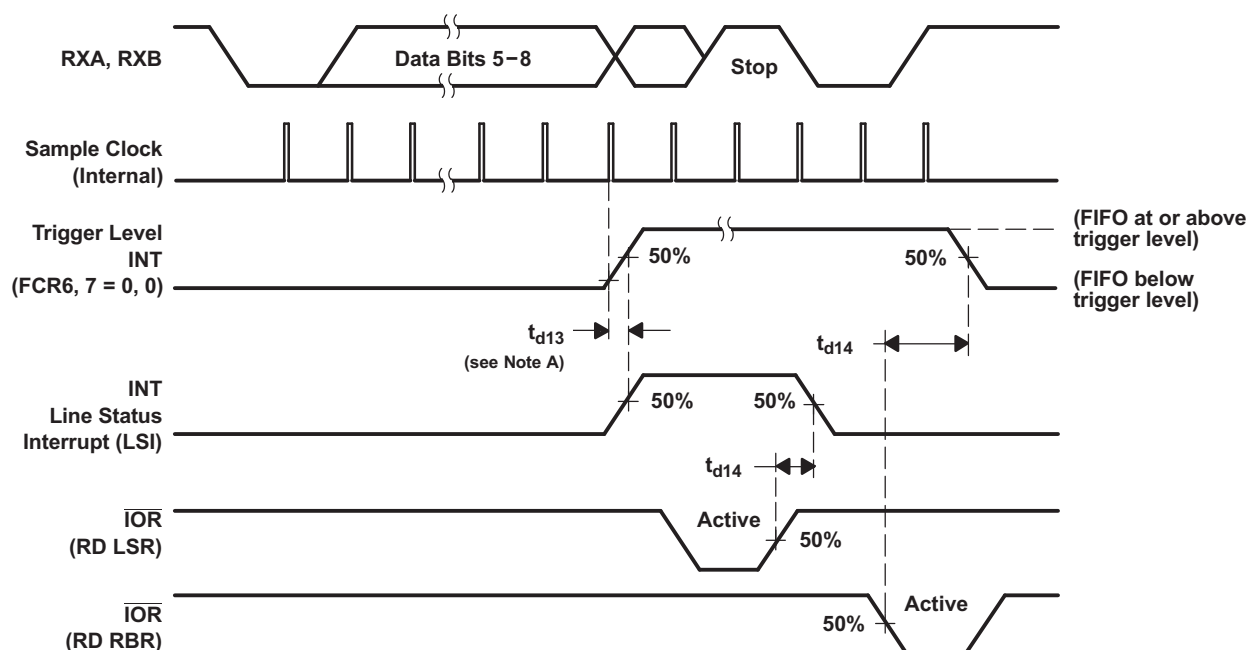 RXA, RXB
Data Bits 5−8
Stop
Sample Clock
(Internal)
Trigger Level
INT
(FCR6, 7 = 0, 0)
50%
50%
(FIFO at or above
trigger level)
(FIFO below
trigger level)
td13
(see Note A)
td14
INT
Line Status
Interrupt (LSI)
50%
50%
td14
IOR
(RD LSR)
Active
50%
IOR
(RD RBR)
50%
Active